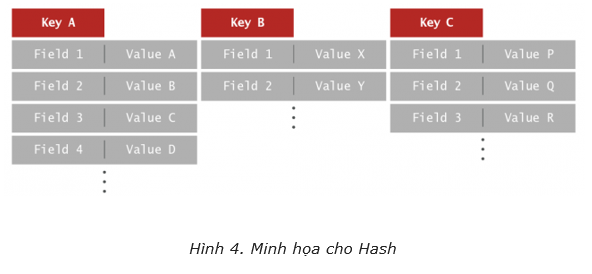 Key A
Field 1 Value A
Field 2 Value B
Field 3 Value C
Field 4 Value D
Key B
Field 1 Value X
Field 2 Value Y
Key C
Field 1 Value P
Field 2 Value Q
Field 3 Value R
Hình 4. Minh họa cho Hash